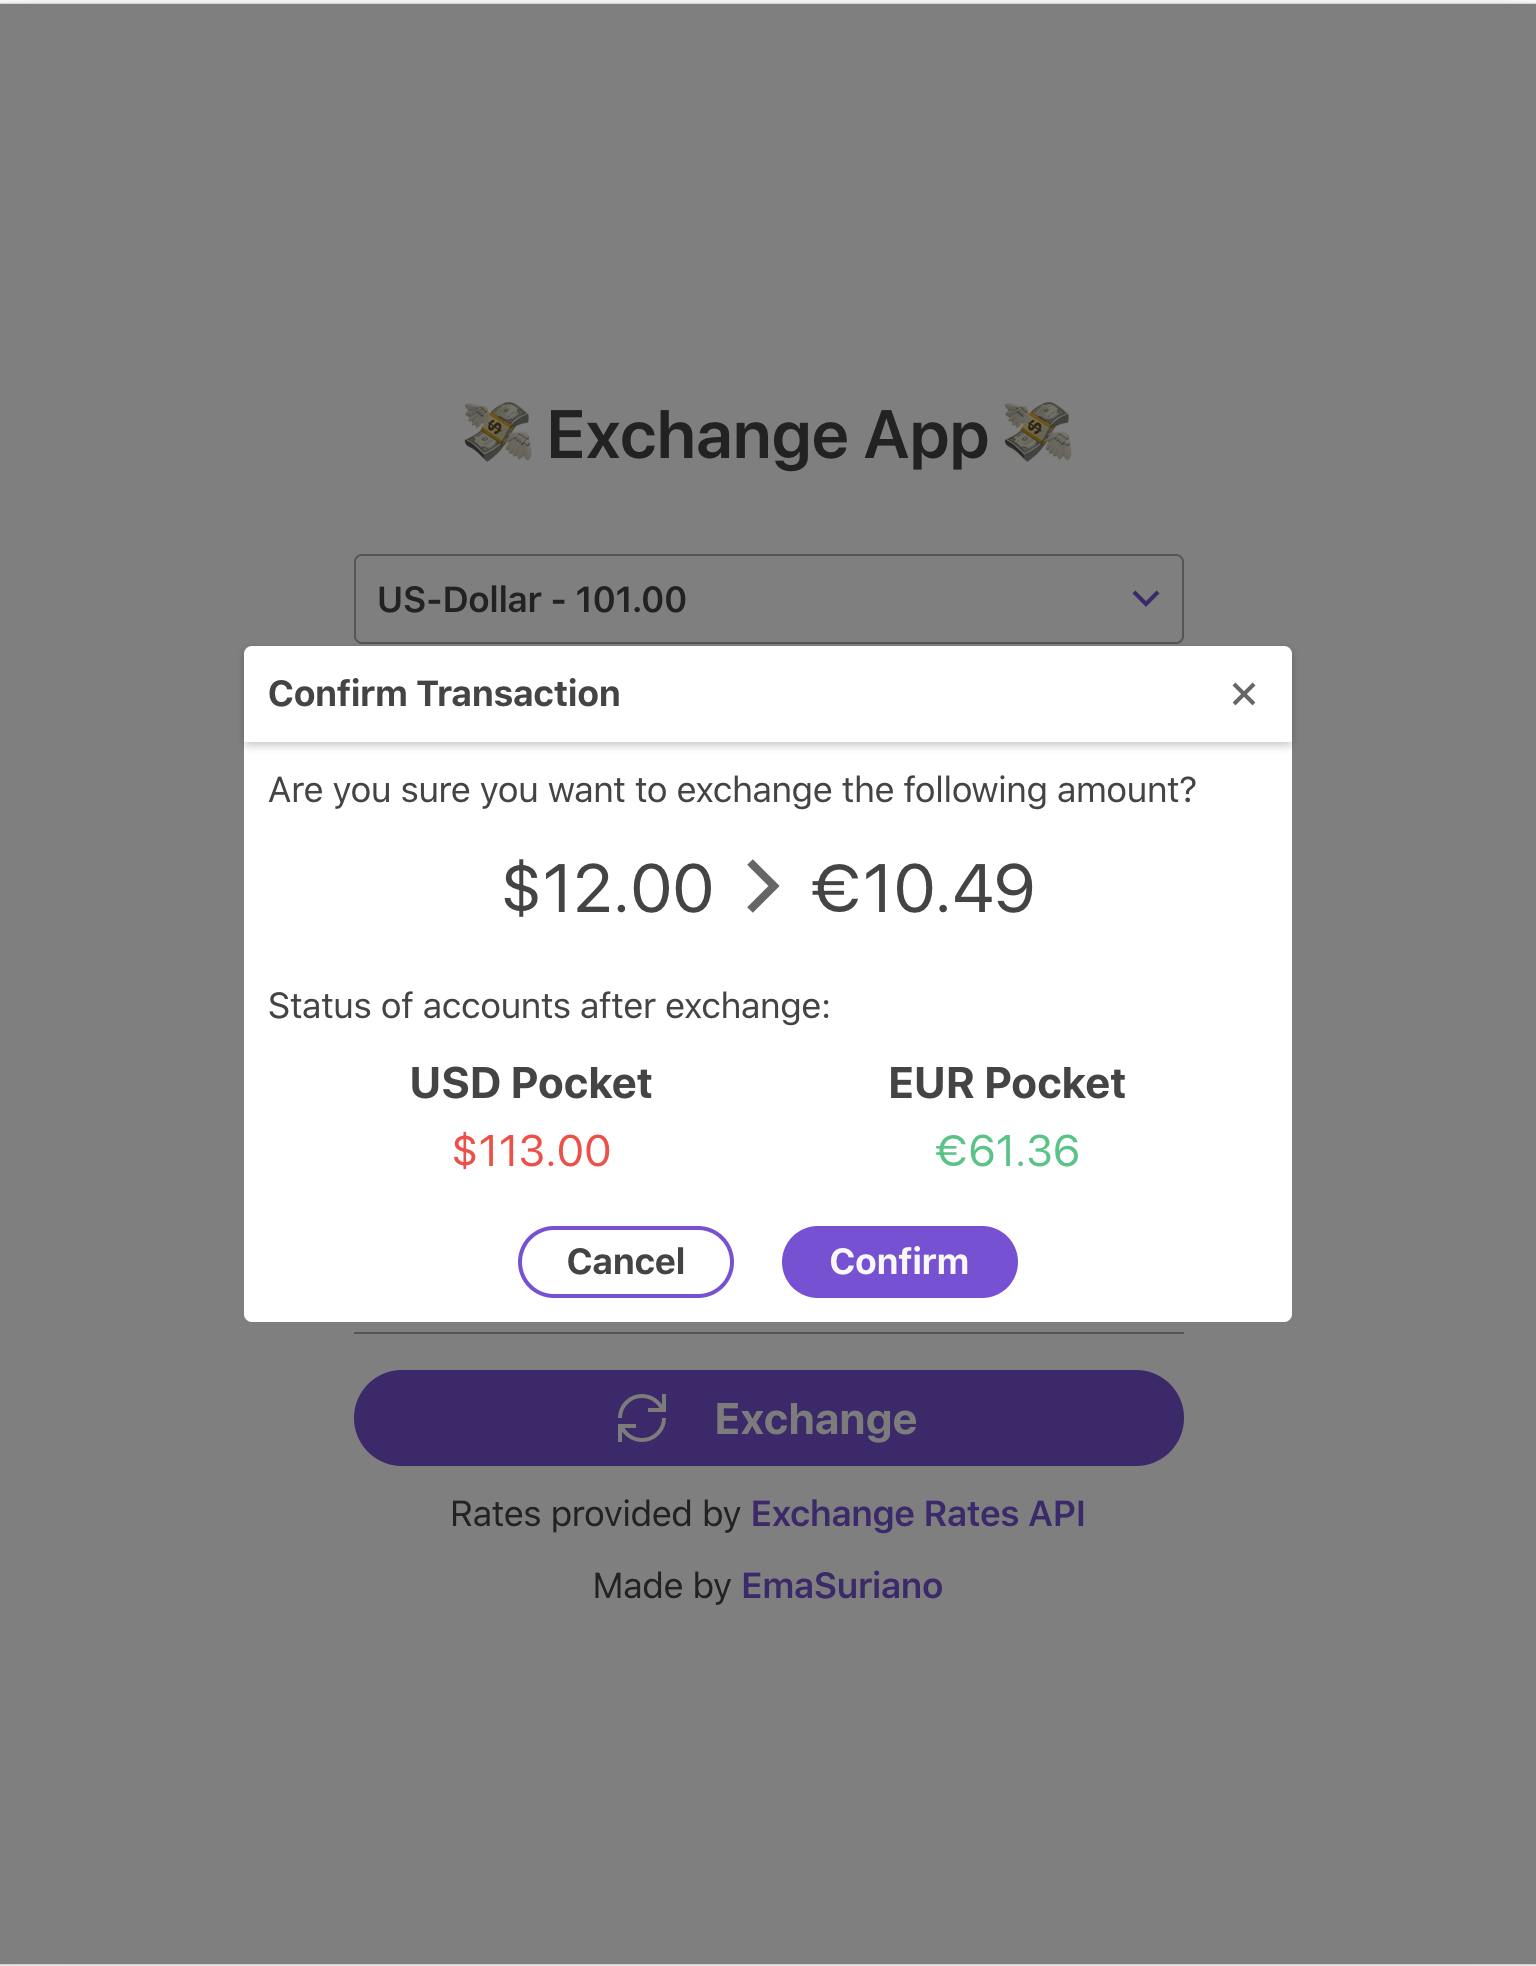 💸 Exchange App 💸
US-Dollar - 101.00
Confirm Transaction
Are you sure you want to exchange the following amount?
$12.00 > €10.49
Status of accounts after exchange:
USD Pocket EUR Pocket
$113.00 €61.36
Cancel Confirm
Exchange
Rates provided by Exchange Rates API
Made by EmaSuriano